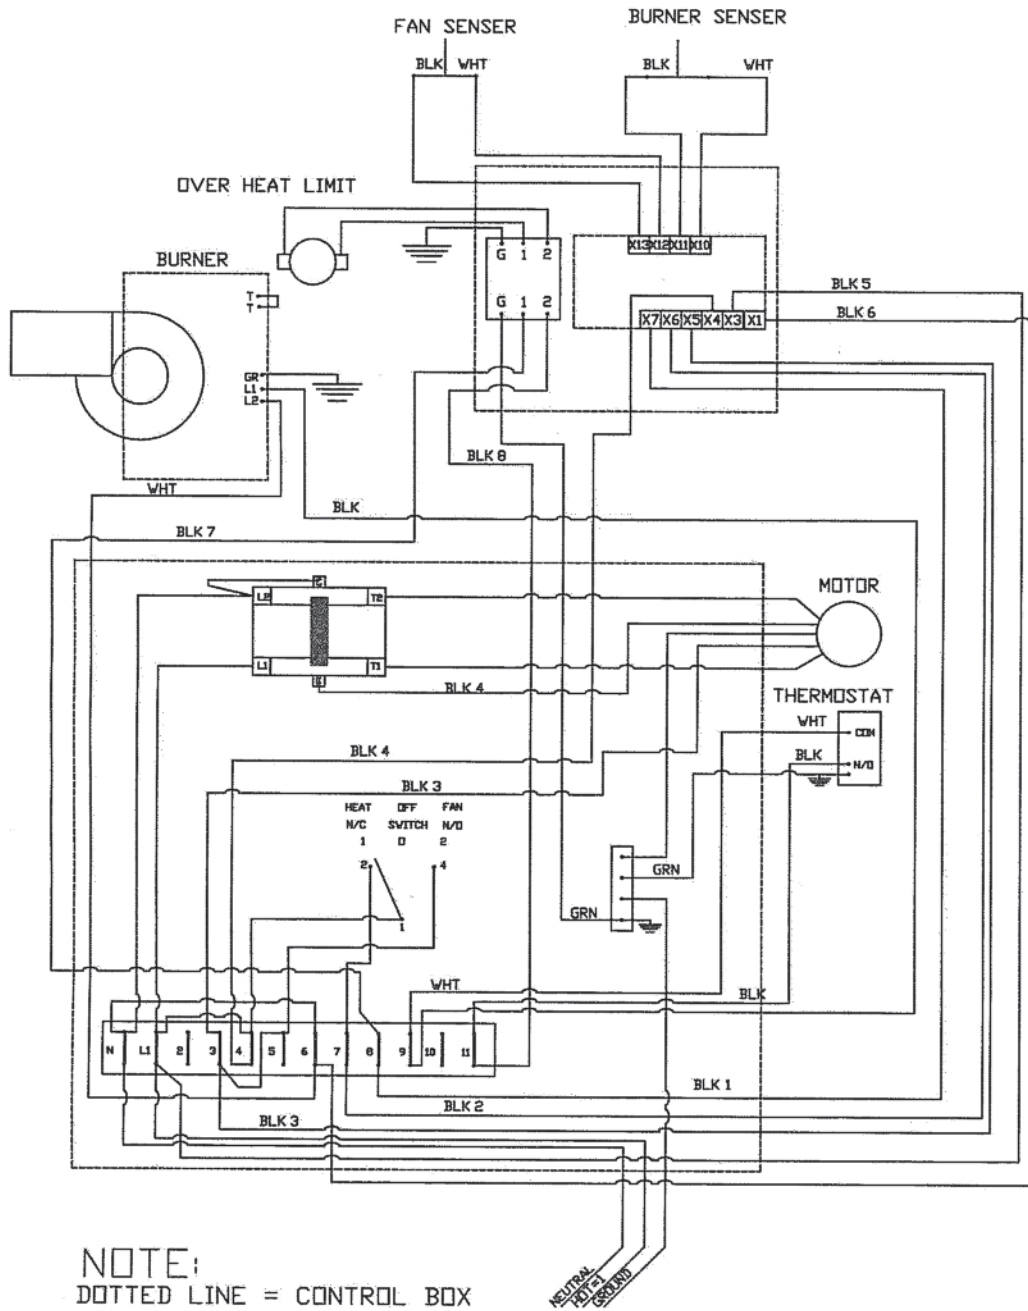 FAN SENSER
BURNER SENSER
BLK WHT
BLK WHT
OVER HEAT LIMIT
BURNER
X13 X12 X11 X10
G 1 2
G 1 2
T
T
BLK 5
X7 X6 X5 X4 X3 X1
BLK 6
GR
L1
L2
WHT
BLK 8
BLK
BLK 7
C
L2 T2
MOTOR
L1 T1
BLK 4
THERMOSTAT
WHT
COM
BLK 4
BLK
N/O
BLK 3
HEAT OFF FAN
N/C SWITCH N/O
1 0 2
2 4
GRN
GRN
1
WHT
BLK
N L1 2 3 4 5 6 7 8 9 10 11
BLK 1
BLK 2
BLK 3
NEUTRAL
HOT=1
GROUND
NOTE:
DOTTED LINE = CONTROL BOX